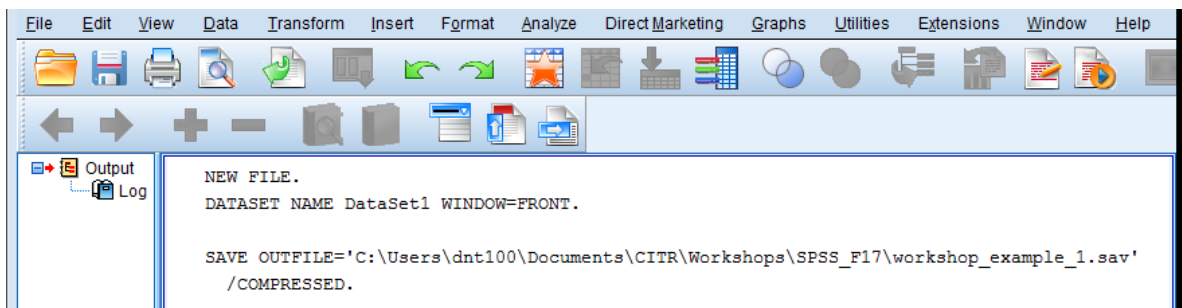 File Edit View Data Transform Insert Format Analyze Direct Marketing Graphs Utilities Extensions Window Help
Output
Log
NEW FILE.
DATASET NAME DataSet1 WINDOW=FRONT.
SAVE OUTFILE='C:\Users\dnt100\Documents\CITR\Workshops\SPSS_F17\workshop_example_1.sav'
/COMPRESSED.